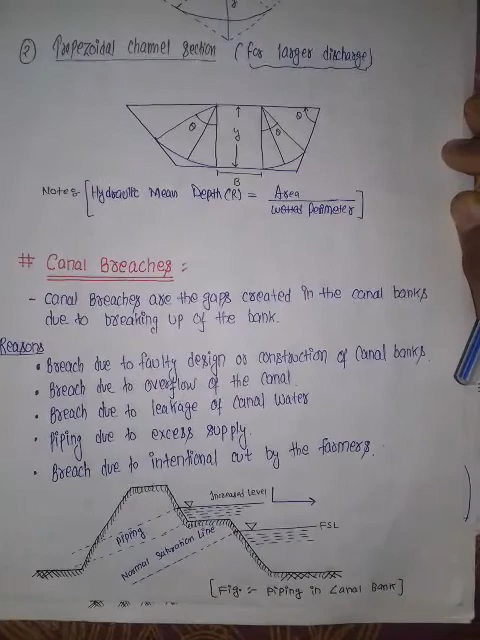 ② Trapezoidal channel section (for larger discharge)
θ θ θ
y
B
Note:- [Hydraulic Mean Depth (R) = Area / wetted Perimeter]
# Canal Breaches :-
- Canal Breaches are the gaps created in the canal banks
due to breaking up of the bank.
Reasons
• Breach due to faulty design or construction of canal banks.
• Breach due to overflow of the canal.
• Breach due to leakage of canal water
• Piping due to excess supply.
• Breach due to intentional cut by the farmers.
Increased Level
FSL
Piping
Normal Saturation Line
[Fig :- Piping in Canal Bank]